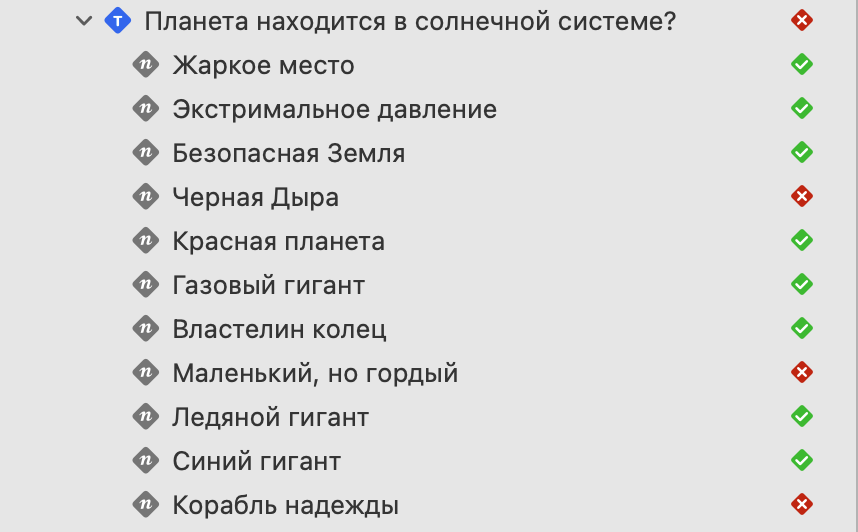 Планета находится в солнечной системе?
Жаркое место
Экстримальное давление
Безопасная Земля
Черная Дыра
Красная планета
Газовый гигант
Властелин колец
Маленький, но гордый
Ледяной гигант
Синий гигант
Корабль надежды